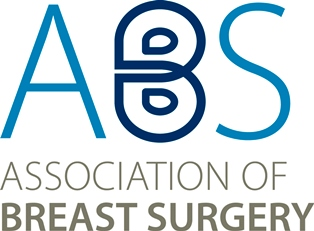 ABS
ASSOCIATION OF
BREAST SURGERY